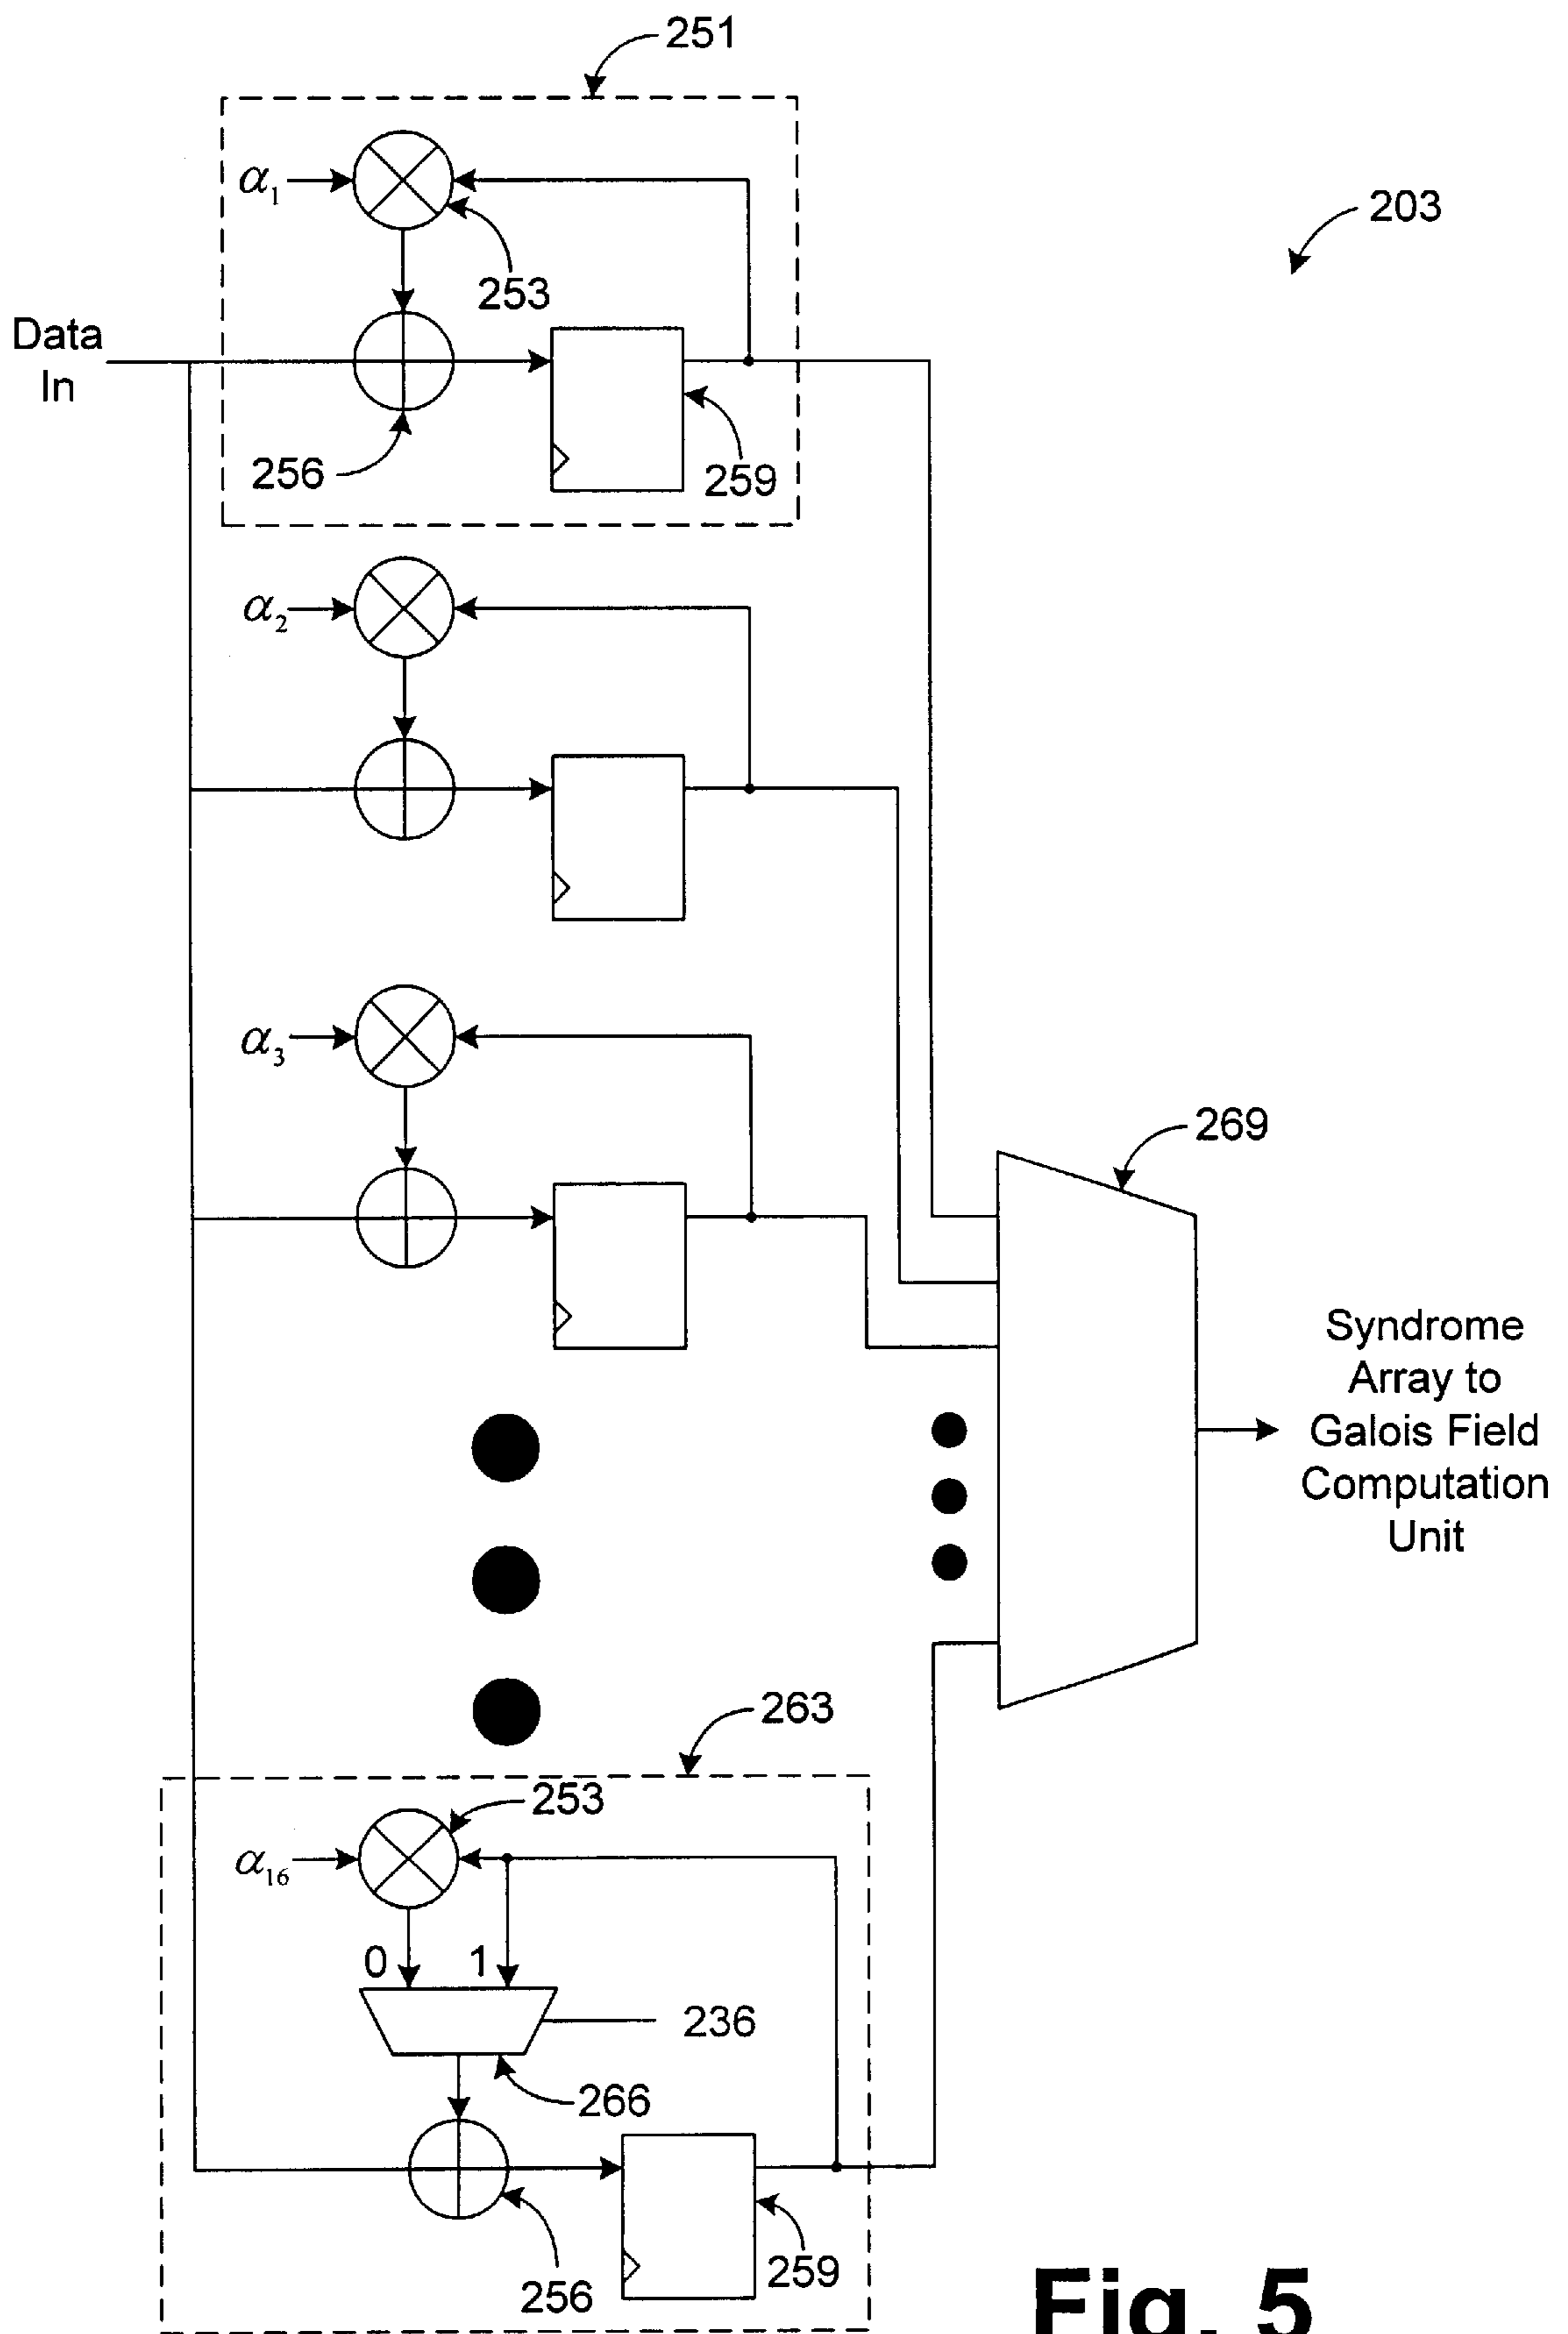 251
α1
203
253
Data
In
256
259
α2
α3
269
Syndrome
Array to
Galois Field
Computation
Unit
263
253
α16
0
1
236
266
259
256
Fig. 5